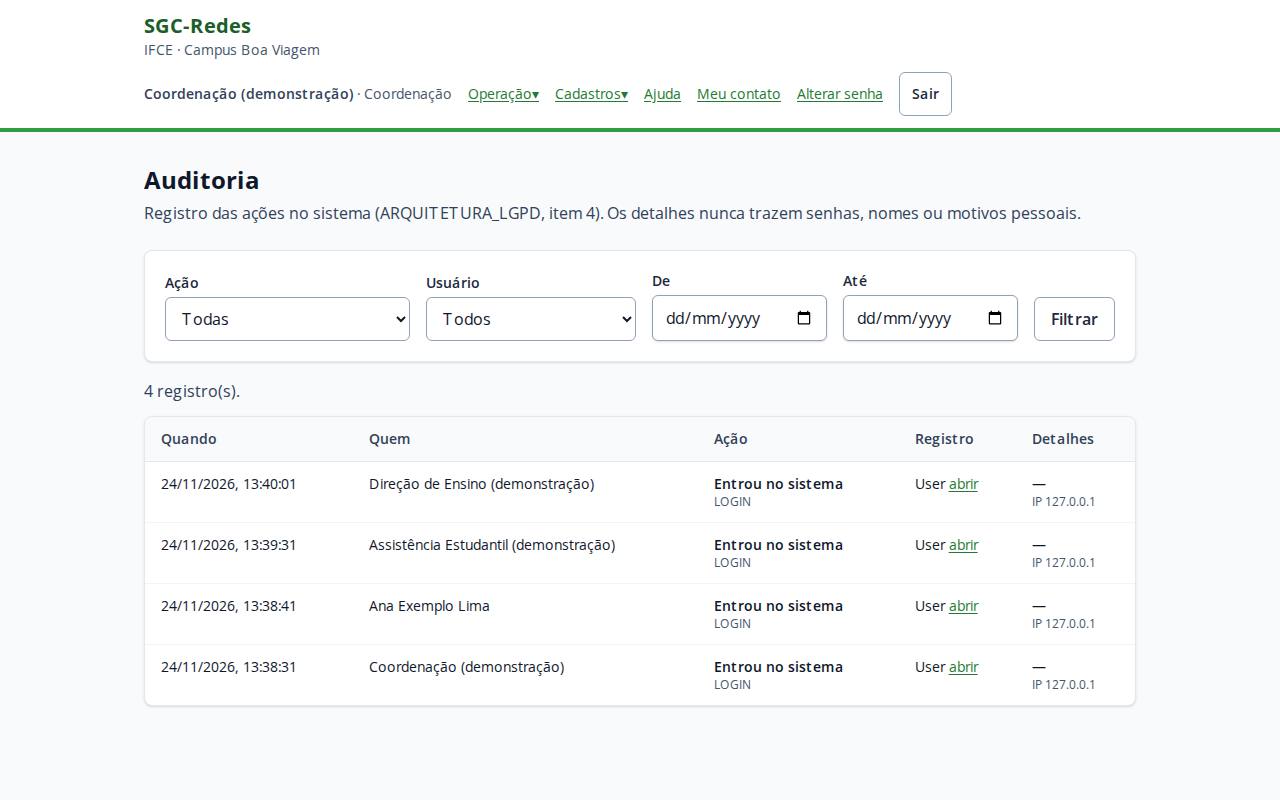 SGC-Redes
IFCE · Campus Boa Viagem
Coordenação (demonstração) · Coordenação Operação▾ Cadastros▾ Ajuda Meu contato Alterar senha Sair
Auditoria
Registro das ações no sistema (ARQUITETURA_LGPD, item 4). Os detalhes nunca trazem senhas, nomes ou motivos pessoais.
Ação Usuário De Até
Todas Todos dd/mm/yyyy dd/mm/yyyy Filtrar
4 registro(s).
Quando Quem Ação Registro Detalhes
24/11/2026, 13:40:01 Direção de Ensino (demonstração) Entrou no sistema User abrir —
LOGIN IP 127.0.0.1
24/11/2026, 13:39:31 Assistência Estudantil (demonstração) Entrou no sistema User abrir —
LOGIN IP 127.0.0.1
24/11/2026, 13:38:41 Ana Exemplo Lima Entrou no sistema User abrir —
LOGIN IP 127.0.0.1
24/11/2026, 13:38:31 Coordenação (demonstração) Entrou no sistema User abrir —
LOGIN IP 127.0.0.1